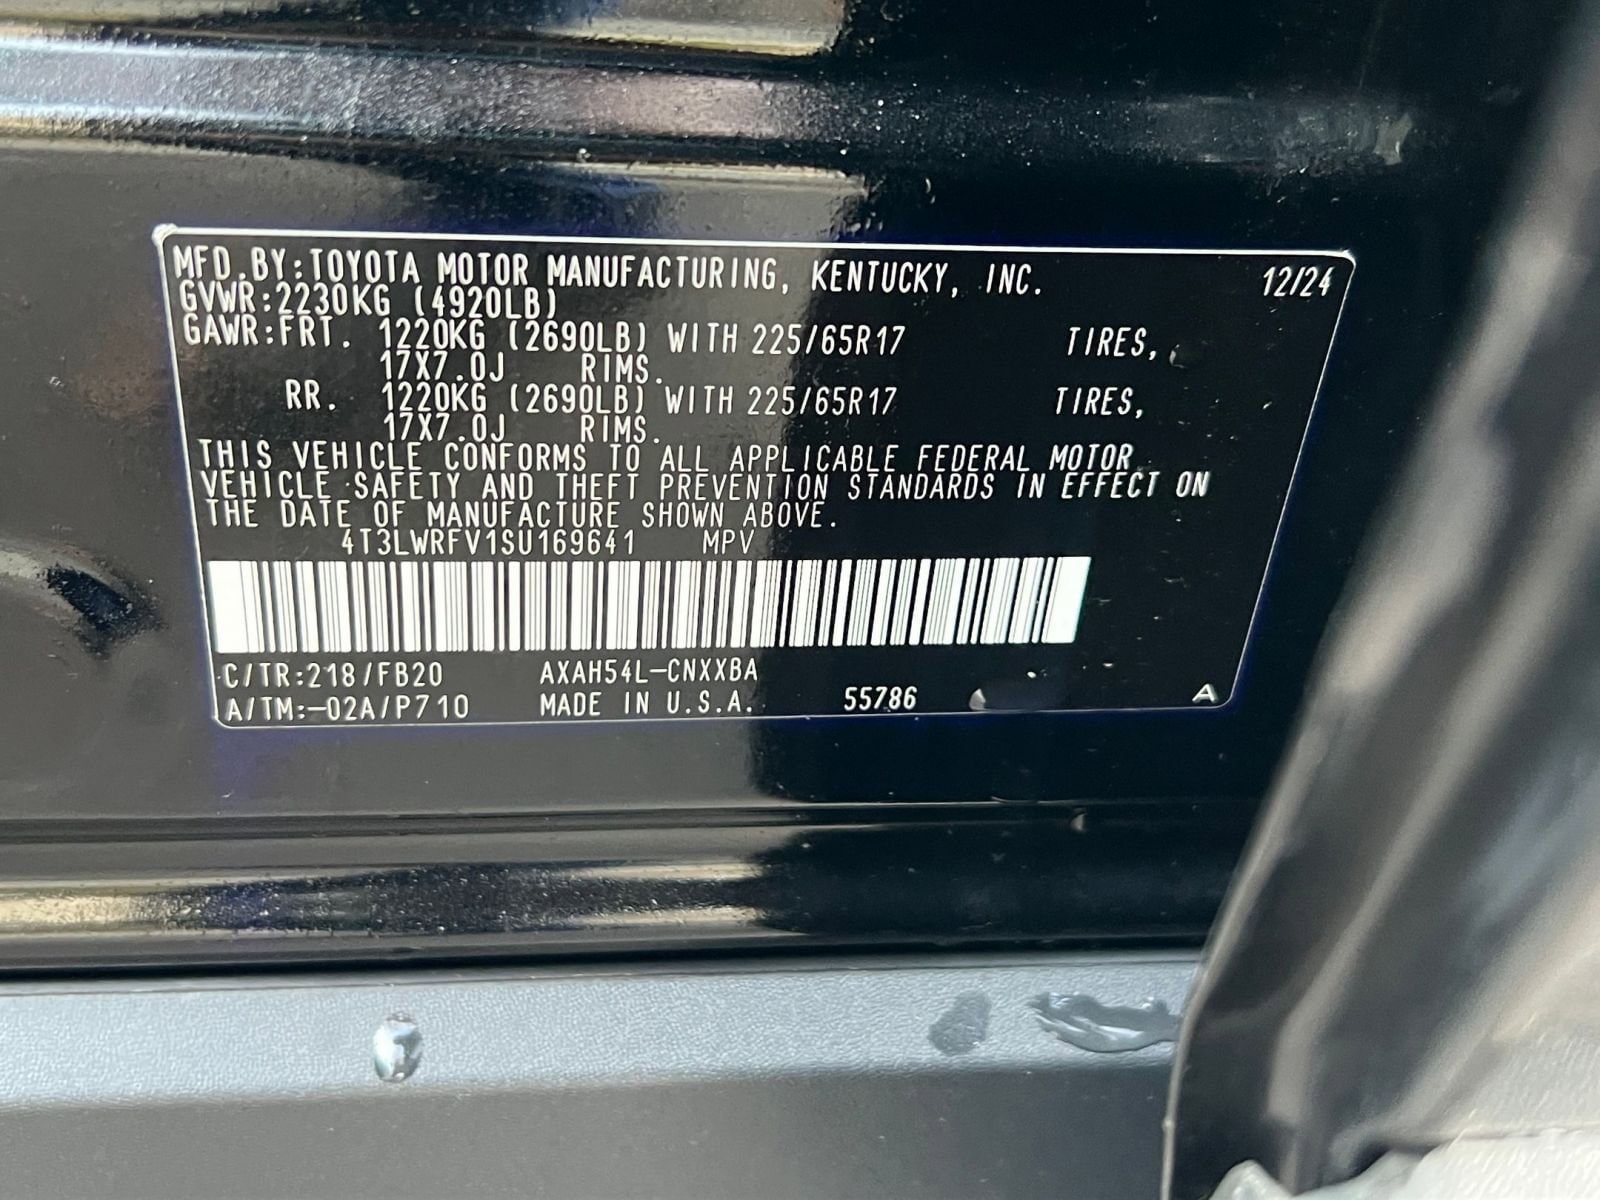 MFD.BY:TOYOTA MOTOR MANUFACTURING, KENTUCKY, INC. 12/24
GVWR:2230KG (4920LB)
GAWR:FRT. 1220KG (2690LB) WITH 225/65R17 TIRES,
17X7.0J RIMS.
RR. 1220KG (2690LB) WITH 225/65R17 TIRES,
17X7.0J RIMS.
THIS VEHICLE CONFORMS TO ALL APPLICABLE FEDERAL MOTOR
VEHICLE SAFETY AND THEFT PREVENTION STANDARDS IN EFFECT ON
THE DATE OF MANUFACTURE SHOWN ABOVE.
4T3LWRFV1SU169641 MPV
C/TR:218/FB20 AXAH54L-CNXXBA
A/TM:-02A/P710 MADE IN U.S.A. 55786 A